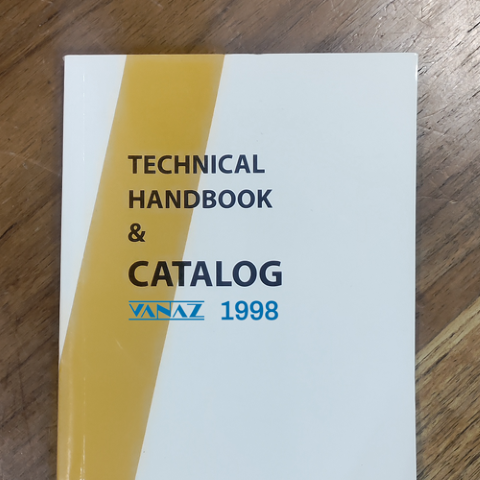 TECHNICAL
HANDBOOK
&
CATALOG
VANAZ 1998